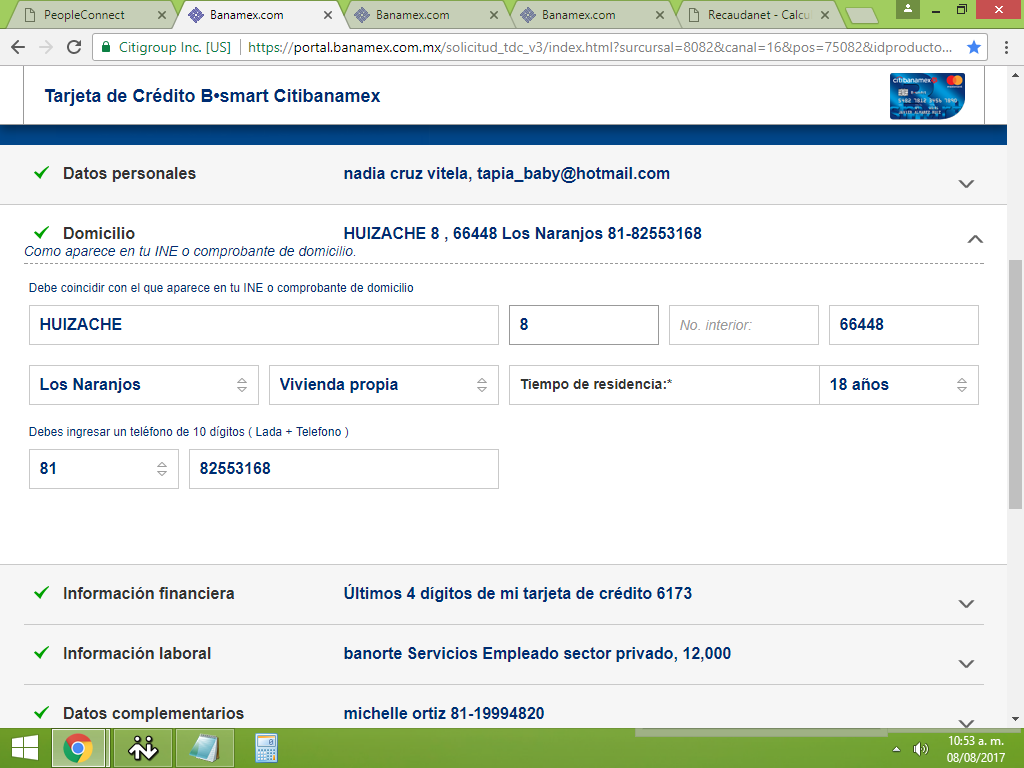 PeopleConnect
Banamex.com
Banamex.com
Banamex.com
Recaudanet - Calcu
Citigroup Inc. [US]
https://portal.banamex.com.mx/solicitud_tdc_v3/index.html?surcursal=8082&canal=16&pos=75082&idproducto...
Tarjeta de Crédito B•smart Citibanamex
citibanamex
Datos personales
nadia cruz vitela, tapia_baby@hotmail.com
Domicilio
HUIZACHE 8 , 66448 Los Naranjos 81-82553168
Como aparece en tu INE o comprobante de domicilio.
Debe coincidir con el que aparece en tu INE o comprobante de domicilio
HUIZACHE
8
No. interior:
66448
Los Naranjos
Vivienda propia
Tiempo de residencia:*
18 años
Debes ingresar un teléfono de 10 dígitos ( Lada + Telefono )
81
82553168
Información financiera
Últimos 4 dígitos de mi tarjeta de crédito 6173
Información laboral
banorte Servicios Empleado sector privado, 12,000
Datos complementarios
michelle ortiz 81-19994820
10:53 a. m.
08/08/2017